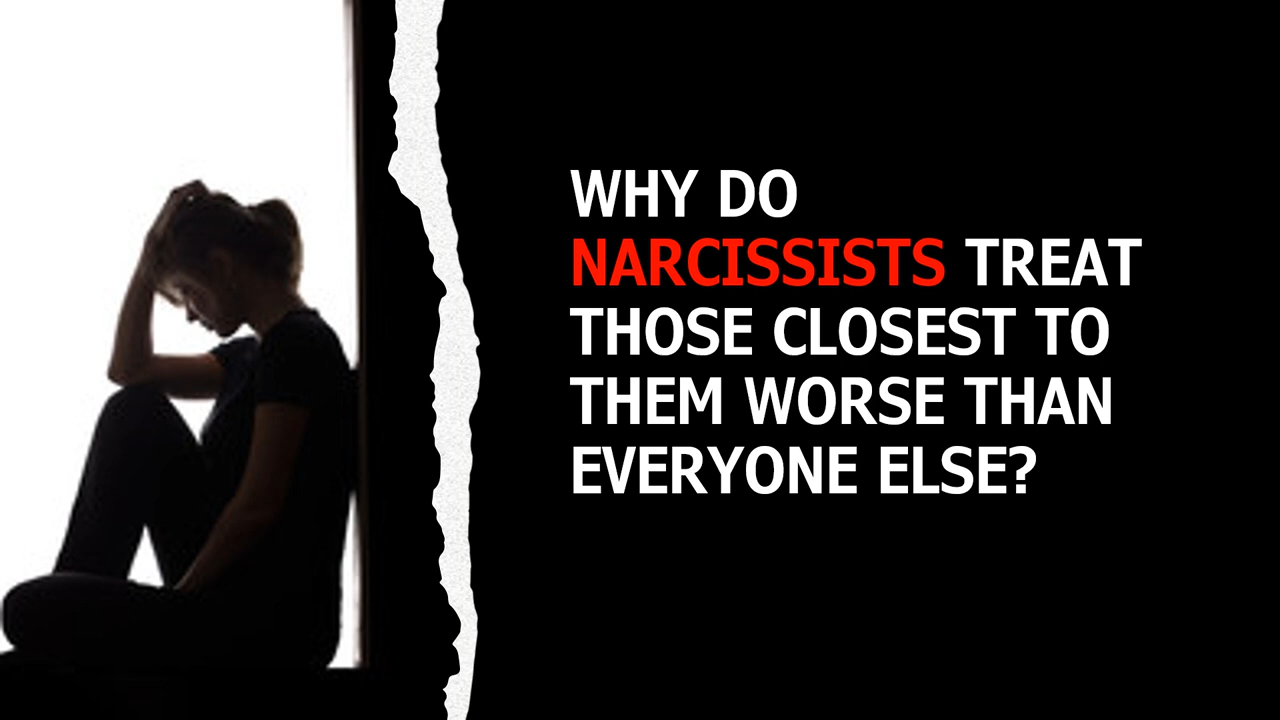 WHY DO
NARCISSISTS TREAT
THOSE CLOSEST TO
THEM WORSE THAN
EVERYONE ELSE?